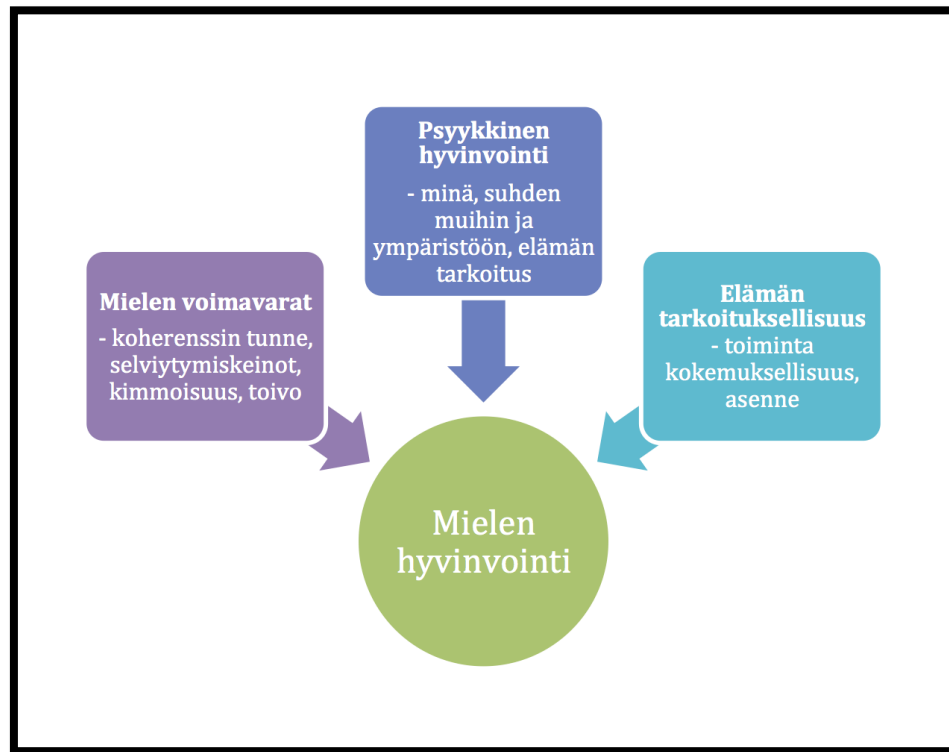 Psyykkinen
hyvinvointi
- minä, suhden
muihin ja
ympäristöön, elämän
tarkoitus
Mielen voimavarat
- koherenssin tunne,
selviytymiskeinot,
kimmoisuus, toivo
Elämän
tarkoituksellisuus
- toiminta
kokemuksellisuus,
asenne
Mielen
hyvinvointi